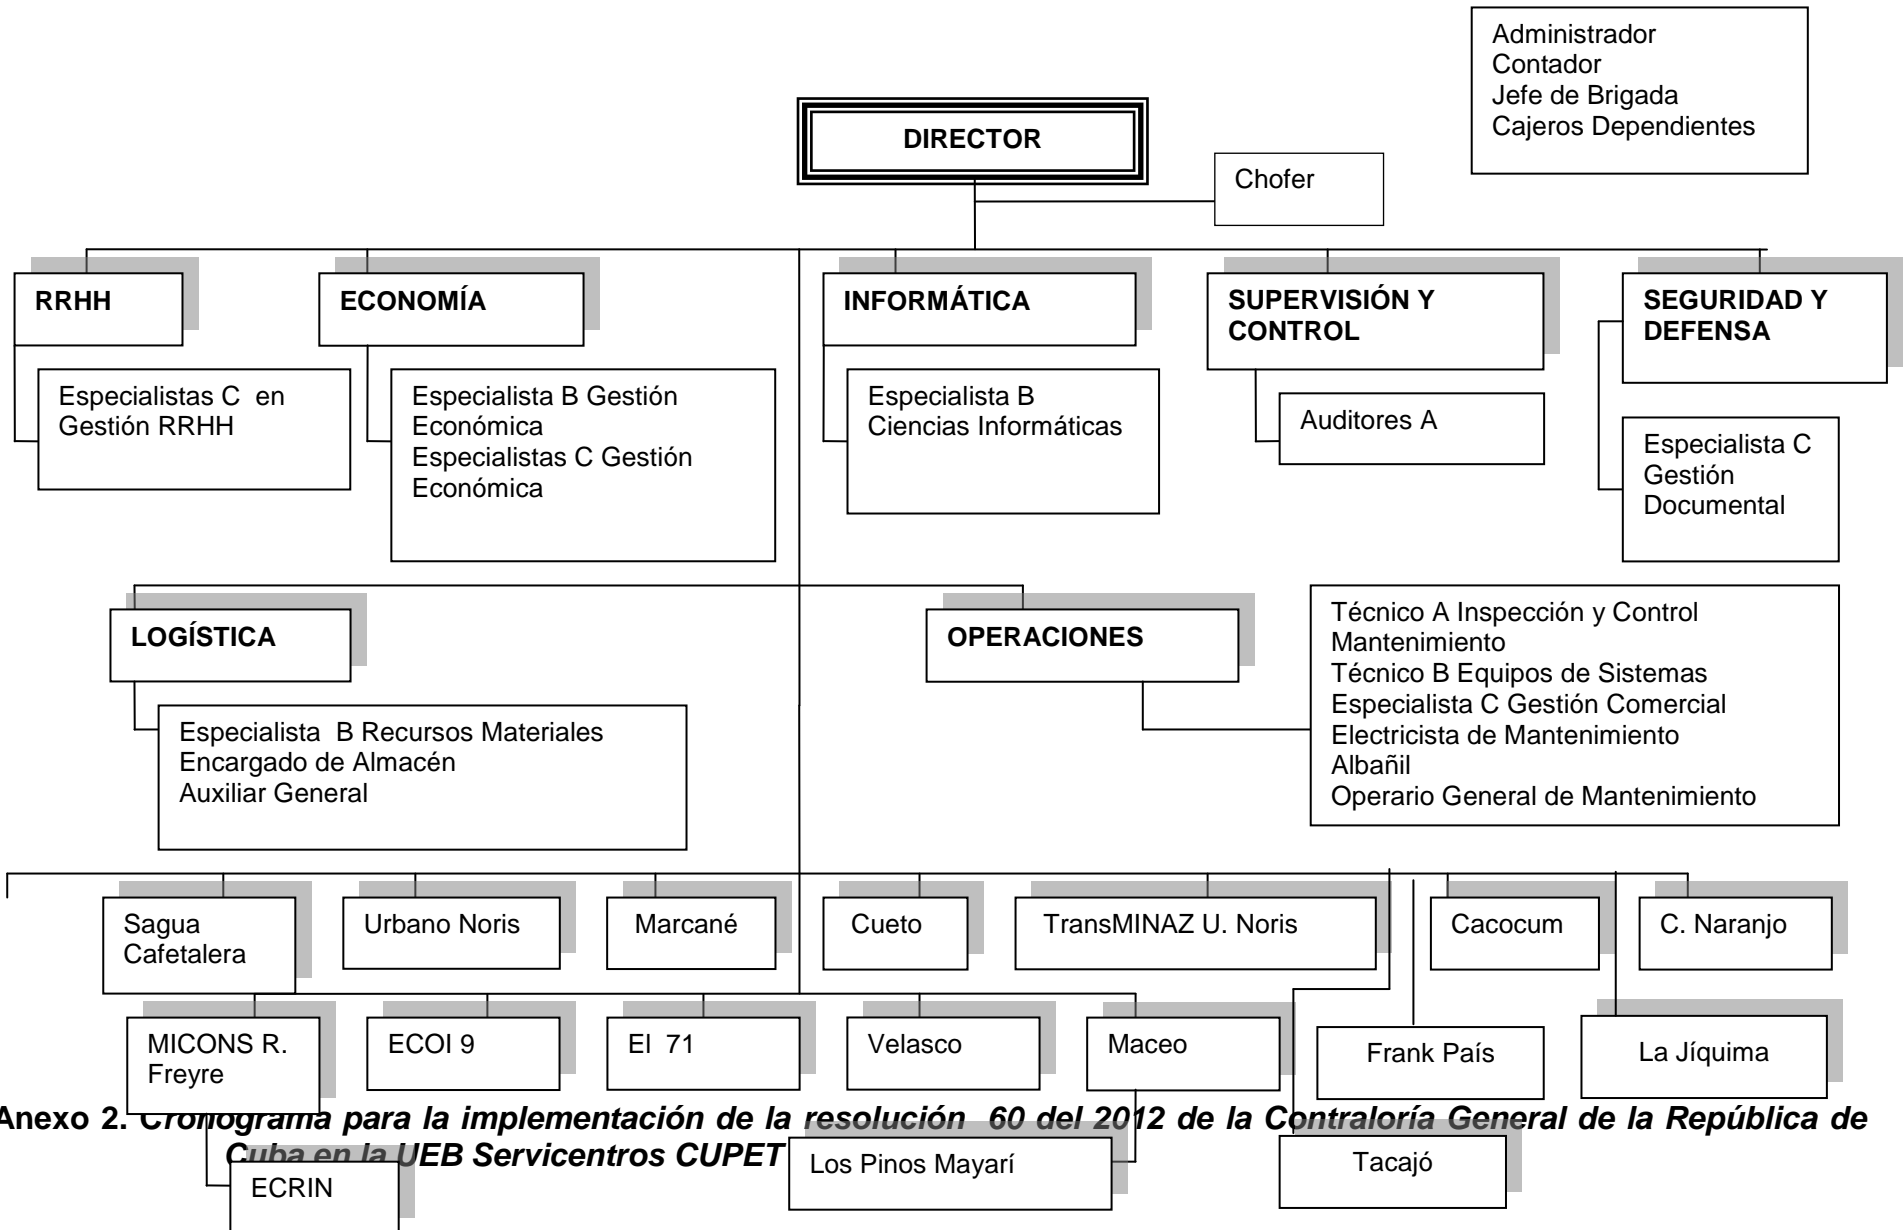 Administrador
Contador
Jefe de Brigada
Cajeros Dependientes
DIRECTOR
Chofer
RRHH
ECONOMÍA
INFORMÁTICA
SUPERVISIÓN Y
CONTROL
SEGURIDAD Y
DEFENSA
Especialistas C en
Gestión RRHH
Especialista B Gestión
Económica
Especialistas C Gestión
Económica
Especialista B
Ciencias Informáticas
Auditores A
Especialista C
Gestión
Documental
LOGÍSTICA
OPERACIONES
Especialista B Recursos Materiales
Encargado de Almacén
Auxiliar General
Técnico A Inspección y Control
Mantenimiento
Técnico B Equipos de Sistemas
Especialista C Gestión Comercial
Electricista de Mantenimiento
Albañil
Operario General de Mantenimiento
Sagua
Cafetalera
Urbano Noris
Marcané
Cueto
TransMINAZ U. Noris
Cacocum
C. Naranjo
MICONS R.
Freyre
ECOI 9
El 71
Velasco
Maceo
Frank País
La Jíquima
Anexo 2. Cronograma para la implementación de la resolución 60 del 2012 de la Contraloría General de la República de
Cuba en la UEB Servicentros CUPET
ECRIN
Los Pinos Mayarí
Tacajó